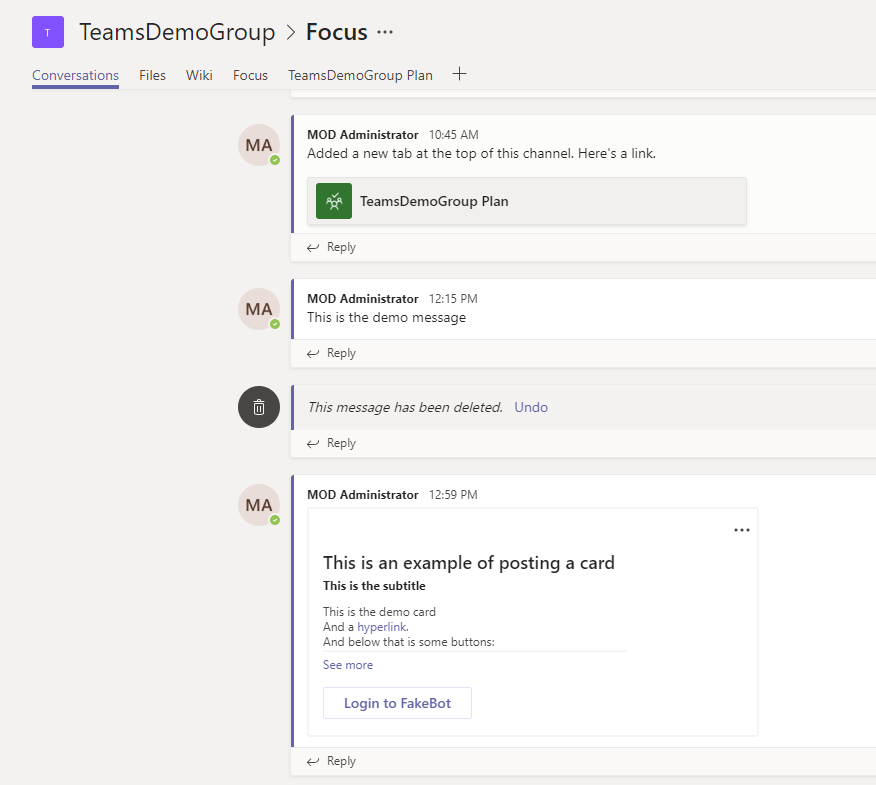 T TeamsDemoGroup > Focus ...
Conversations Files Wiki Focus TeamsDemoGroup Plan +
MA MOD Administrator 10:45 AM
Added a new tab at the top of this channel. Here's a link.
TeamsDemoGroup Plan
Reply
MA MOD Administrator 12:15 PM
This is the demo message
Reply
This message has been deleted. Undo
Reply
MA MOD Administrator 12:59 PM
...
This is an example of posting a card
This is the subtitle
This is the demo card
And a hyperlink.
And below that is some buttons:
See more
Login to FakeBot
Reply